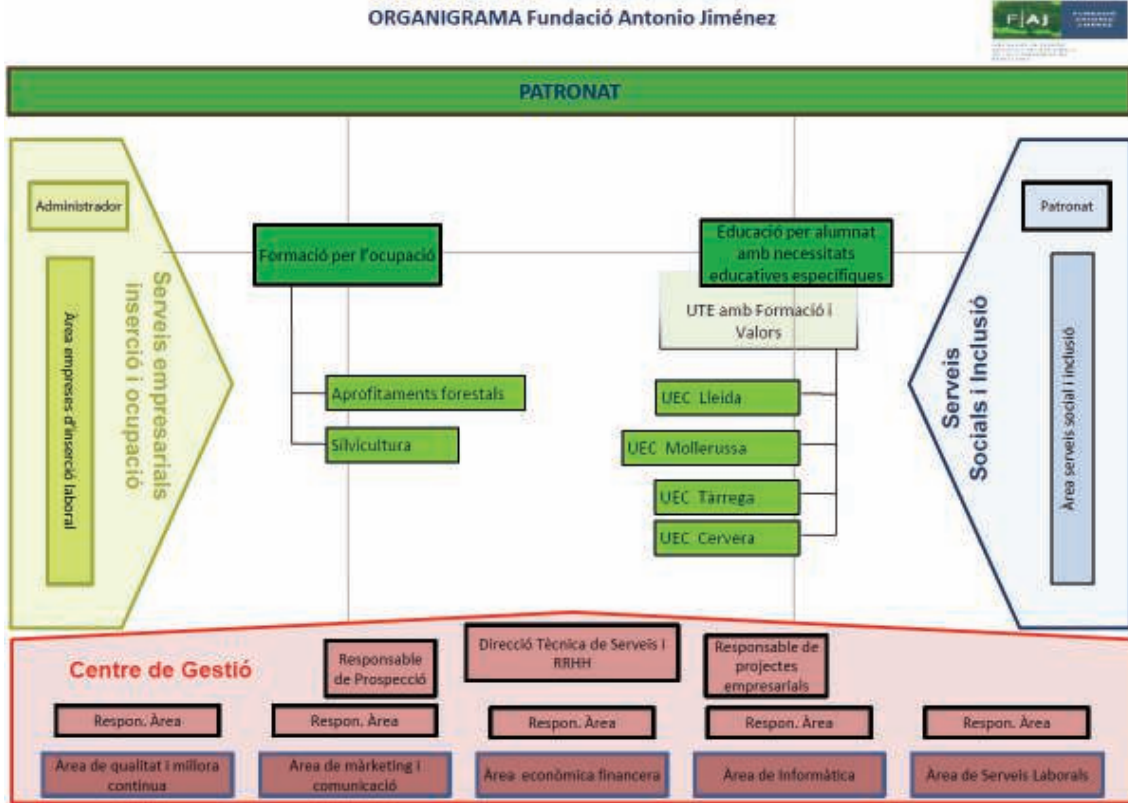 ORGANIGRAMA Fundació Antonio Jiménez
F|AJ
FUNDACIÓ
ANTONIO
JIMÉNEZ
PATRONAT
Administrador
Àrea empreses d'inserció laboral
Serveis empresarials
inserció i ocupació
Formació per l'ocupació
Aprofitaments forestals
Silvicultura
Educació per alumnat
amb necessitats
educatives específiques
UTE amb Formació i
Valors
UEC Lleida
UEC Mollerussa
UEC Tàrrega
UEC Cervera
Serveis
Socials i Inclusió
Patronat
Àrea serveis social i inclusió
Centre de Gestió
Responsable
de Prospecció
Direcció Tècnica de Serveis i
RRHH
Responsable de
projectes
empresarials
Respon. Àrea
Respon. Àrea
Respon. Àrea
Respon. Àrea
Respon. Àrea
Àrea de qualitat i millora
continua
Àrea de màrketing i
comunicació
Àrea econòmica financera
Àrea de Informàtica
Àrea de Serveis Laborals